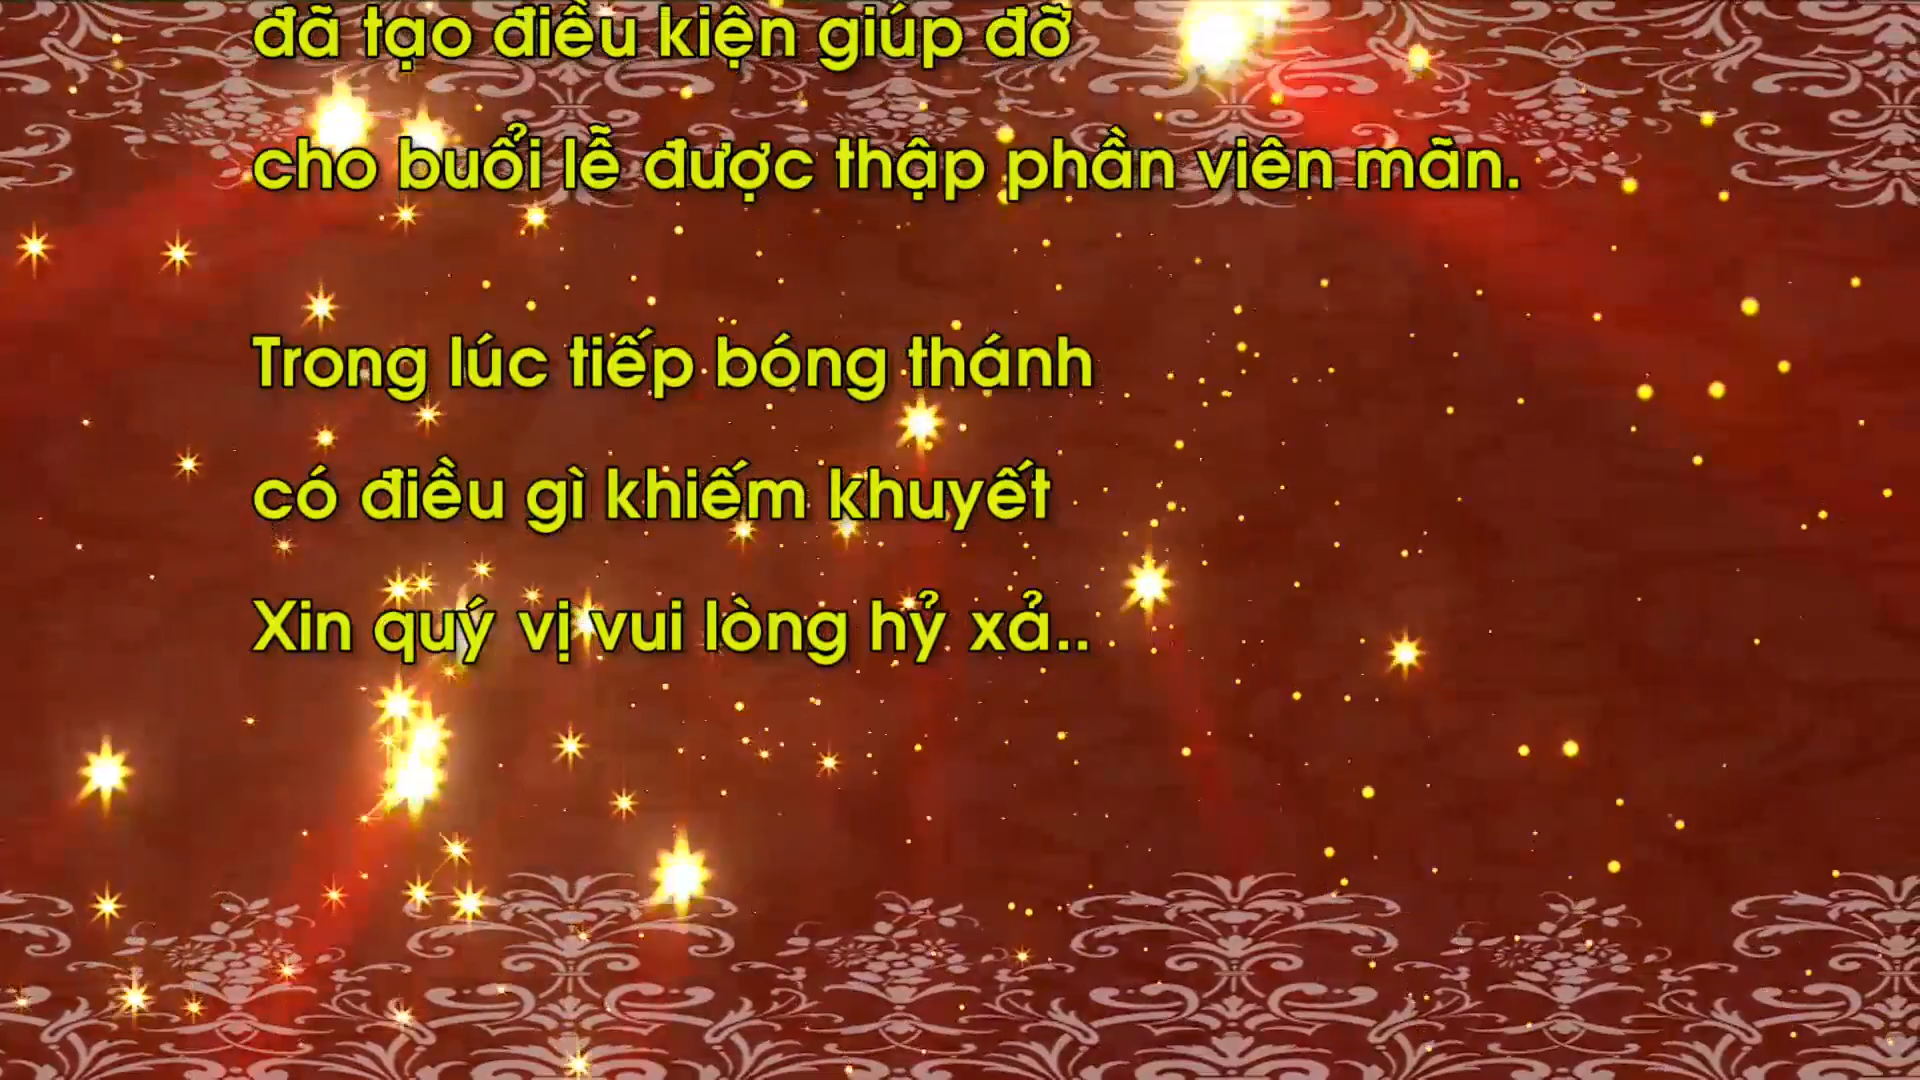 đã tạo điều kiện giúp đỡ
cho buổi lễ được thập phần viên mãn.
Trong lúc tiếp bóng thánh
có điều gì khiếm khuyết
Xin quý vị vui lòng hỷ xả..